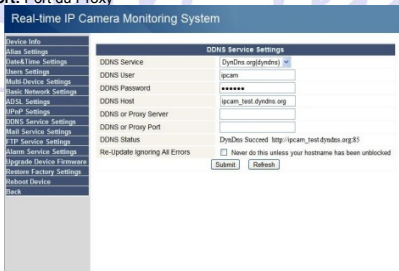 Port du Proxy
Real-time IP Camera Monitoring System
Device Info
Alias Settings
Date&Time Settings
Users Settings
Multi-Device Settings
Basic Network Settings
ADSL Settings
UPnP Settings
DDNS Service Settings
Mail Service Settings
FTP Service Settings
Alarm Service Settings
Upgrade Device Firmware
Restore Factory Settings
Reboot Device
Back
DDNS Service Settings
DDNS Service DynDns.org(dyndns)
DDNS User ipcam
DDNS Password ••••••
DDNS Host ipcam_test.dyndns.org
DDNS or Proxy Server
DDNS or Proxy Port
DDNS Status DynDns Succeed http://ipcam_test.dyndns.org:85
Re-Update Ignoring All Errors Never do this unless your hostname has been unblocked
Submit Refresh